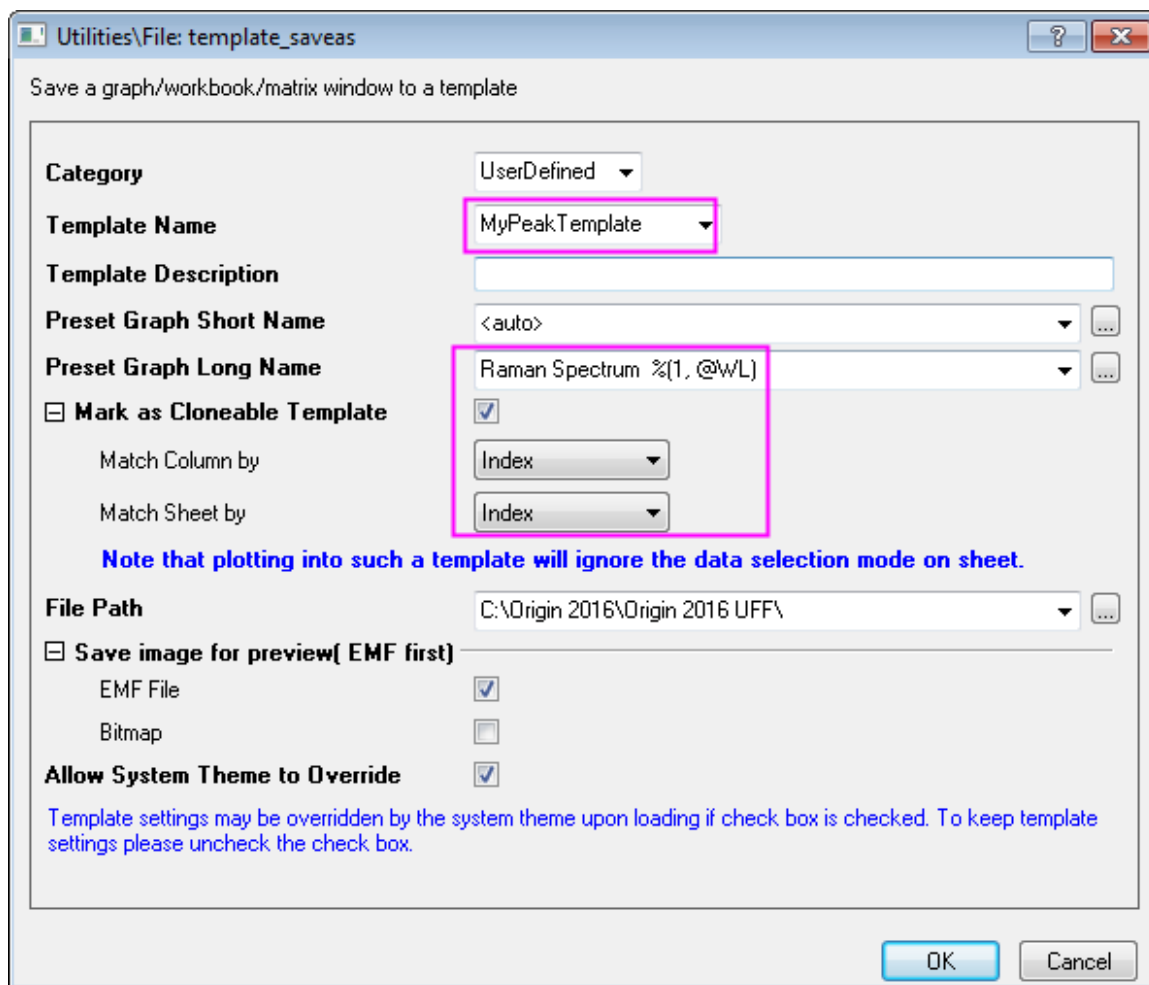 Utilities\File: template_saveas
Save a graph/workbook/matrix window to a template
Category UserDefined
Template Name MyPeakTemplate
Template Description
Preset Graph Short Name <auto> ...
Preset Graph Long Name Raman Spectrum %(1, @WL) ...
Mark as Cloneable Template
Match Column by Index
Match Sheet by Index
Note that plotting into such a template will ignore the data selection mode on sheet.
File Path C:\Origin 2016\Origin 2016 UFF\ ...
Save image for preview( EMF first)
EMF File
Bitmap
Allow System Theme to Override
Template settings may be overridden by the system theme upon loading if check box is checked. To keep template
settings please uncheck the check box.
OK Cancel